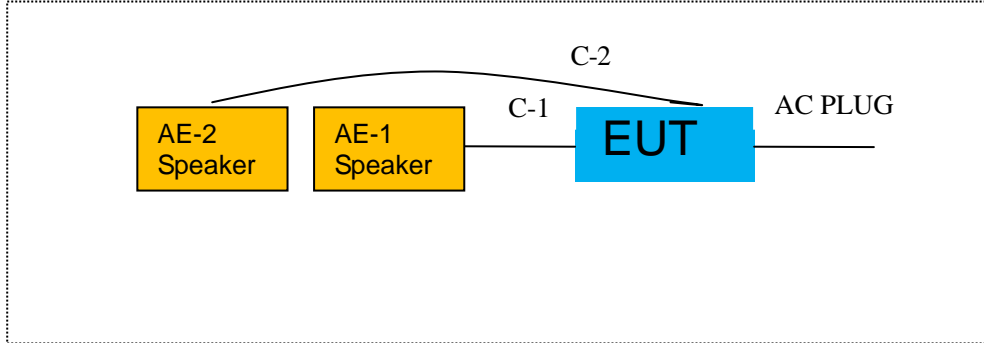 C-2
C-1
AC PLUG
AE-2
Speaker
AE-1
Speaker
EUT